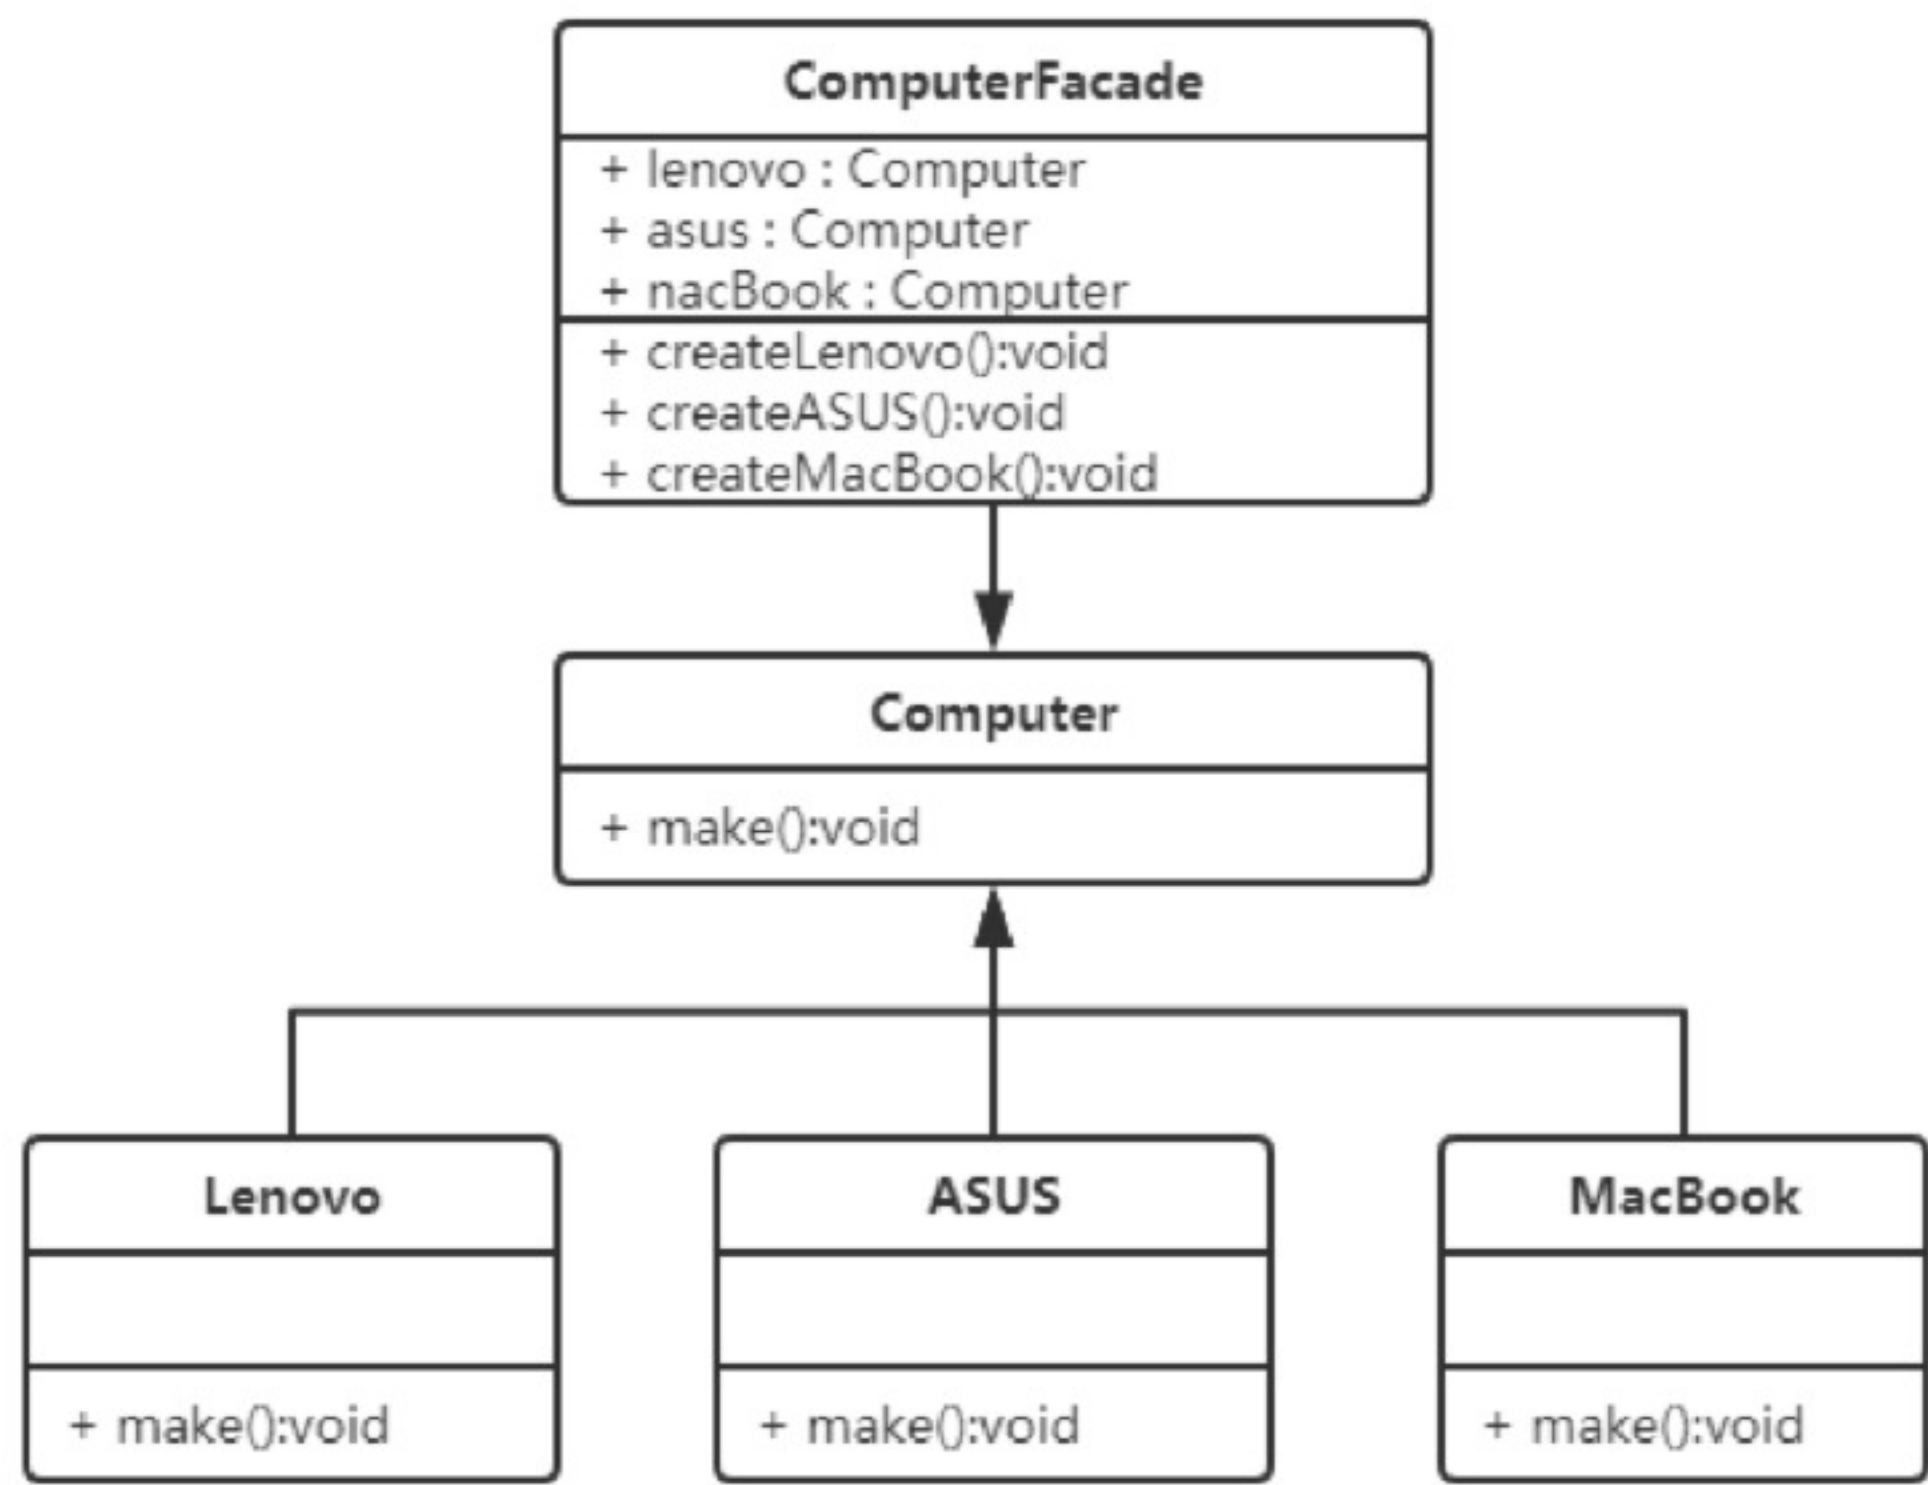 ComputerFacade
+ lenovo : Computer
+ asus : Computer
+ nacBook : Computer
+ createLenovo():void
+ createASUS():void
+ createMacBook():void
Computer
+ make():void
Lenovo
+ make():void
ASUS
+ make():void
MacBook
+ make():void